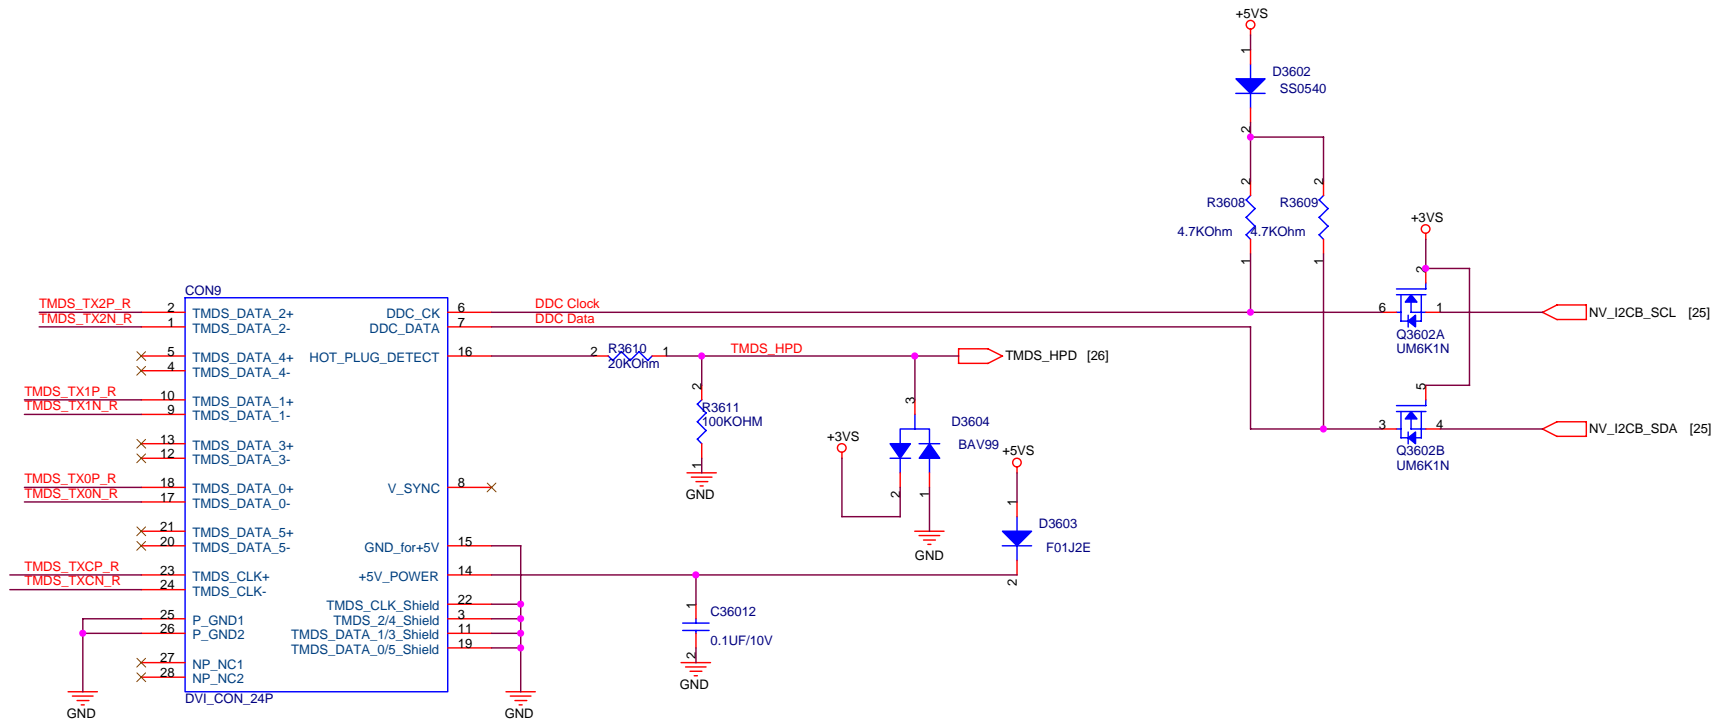 +5VS
1
D3602
SS0540
2
2
2
R3608
R3609
4.7KOhm
4.7KOhm
1
1
+3VS
2
CON9
TMDS_TX2P_R
2
TMDS_DATA_2+
DDC_CK
6
DDC Clock
6
1
NV_I2CB_SCL [25]
TMDS_TX2N_R
1
TMDS_DATA_2-
DDC_DATA
7
DDC Data
Q3602A
UM6K1N
5
TMDS_DATA_4+
HOT_PLUG_DETECT
16
2
R3610
20KOhm
1
TMDS_HPD
TMDS_HPD [26]
4
TMDS_DATA_4-
TMDS_TX1P_R
10
TMDS_DATA_1+
2
R3611
100KOHM
1
GND
3
5
TMDS_TX1N_R
9
TMDS_DATA_1-
D3604
BAV99
3
4
NV_I2CB_SDA [25]
Q3602B
UM6K1N
13
TMDS_DATA_3+
+3VS
+5VS
12
TMDS_DATA_3-
TMDS_TX0P_R
18
TMDS_DATA_0+
V_SYNC
8
2
1
1
TMDS_TX0N_R
17
TMDS_DATA_0-
21
TMDS_DATA_5+
D3603
F01J2E
20
TMDS_DATA_5-
GND_for+5V
15
GND
TMDS_TXCP_R
23
TMDS_CLK+
+5V_POWER
14
2
TMDS_TXCN_R
24
TMDS_CLK-
TMDS_CLK_Shield
22
1
C36012
0.1UF/10V
2
GND
25
P_GND1
TMDS_2/4_Shield
3
26
P_GND2
TMDS_DATA_1/3_Shield
11
TMDS_DATA_0/5_Shield
19
27
NP_NC1
28
NP_NC2
DVI_CON_24P
GND
GND